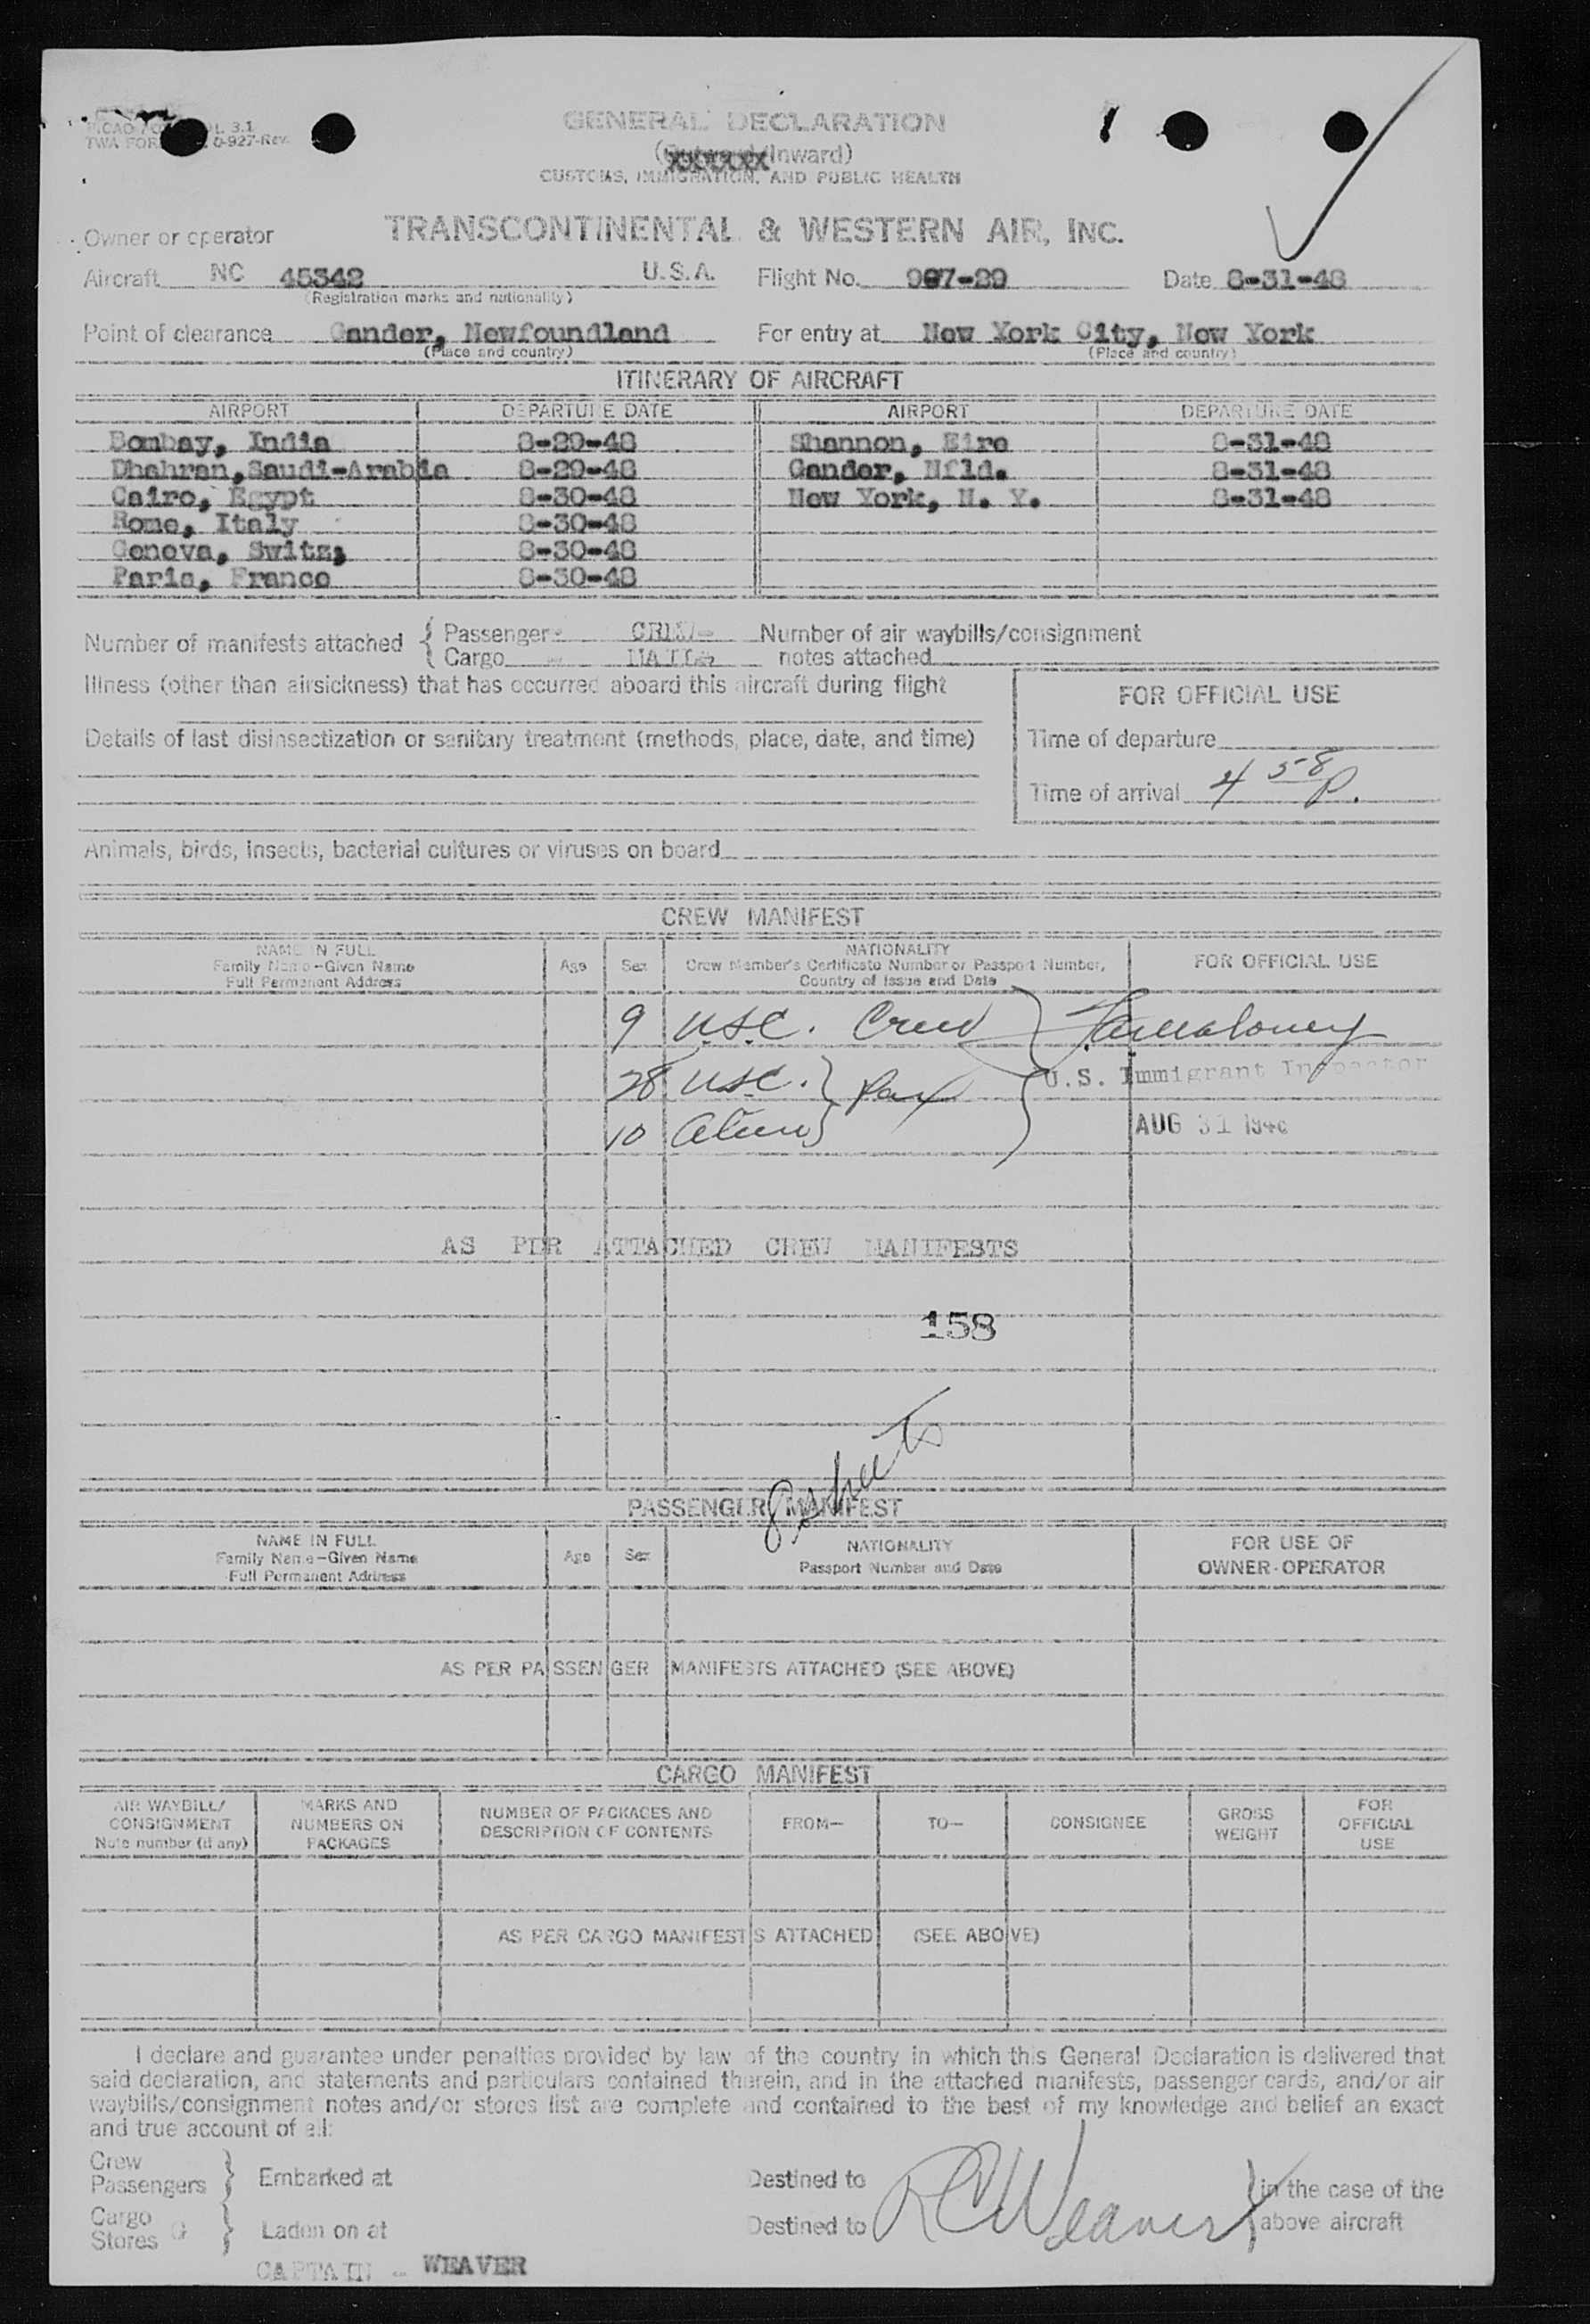 GENERAL DECLARATION
TWA FOR 0-927-Rev.
(Inward)
CUSTOMS, IMMIGRATION, AND PUBLIC HEALTH
Owner or operator TRANSCONTINENTAL & WESTERN AIR, INC.
Aircraft NC 45342 U.S.A. Flight No. 907-29 Date 8-31-48
(Registration marks and nationality)
Point of clearance Gander, Newfoundland For entry at New York City, New York
(Place and country) (Place and country)
ITINERARY OF AIRCRAFT
AIRPORT DEPARTURE DATE AIRPORT DEPARTURE DATE
Bombay, India 8-29-48 Shannon, Eire 8-31-48
Dhahran, Saudi-Arabia 8-29-48 Gander, Nfld. 8-31-48
Cairo, Egypt 8-30-48 New York, N. Y. 8-31-48
Rome, Italy 8-30-48
Geneva, Switz, 8-30-48
Paris, France 8-30-48
Number of manifests attached { Passenger CREW- Number of air waybills/consignment
Cargo notes attached
Illness (other than airsickness) that has occurred aboard this aircraft during flight
FOR OFFICIAL USE
Details of last disinsectization or sanitary treatment (methods, place, date, and time)
Time of departure
Time of arrival 4 58 P.
Animals, birds, insects, bacterial cultures or viruses on board
CREW MANIFEST
NAME IN FULL
Family Name-Given Name
Full Permanent Address
Age Sex
NATIONALITY
Crew Member's Certificate Number or Passport Number,
Country of Issue and Date
FOR OFFICIAL USE
9 USC. Crew
28 USC. } Pax
10 Aliens
U.S. Immigrant Inspector
AUG 31 1948
AS PER ATTACHED CREW MANIFESTS
158
8 sheets
PASSENGER MANIFEST
NAME IN FULL
Family Name-Given Name
Full Permanent Address
Age Sex
NATIONALITY
Passport Number and Date
FOR USE OF
OWNER-OPERATOR
AS PER PASSENGER MANIFESTS ATTACHED (SEE ABOVE)
CARGO MANIFEST
AIR WAYBILL/
CONSIGNMENT
Note number (if any)
MARKS AND
NUMBERS ON
PACKAGES
NUMBER OF PACKAGES AND
DESCRIPTION OF CONTENTS
FROM— TO— CONSIGNEE
GROSS
WEIGHT
FOR
OFFICIAL
USE
AS PER CARGO MANIFESTS ATTACHED (SEE ABOVE)
I declare and guarantee under penalties provided by law of the country in which this General Declaration is delivered that
said declaration, and statements and particulars contained therein, and in the attached manifests, passenger cards, and/or air
waybills/consignment notes and/or stores list are complete and contained to the best of my knowledge and belief an exact
and true account of all:
Crew
Passengers } Embarked at Destined to
Cargo
Stores } Laden on at Destined to
RCWeaver
in the case of the
above aircraft
CAPTAIN - WEAVER